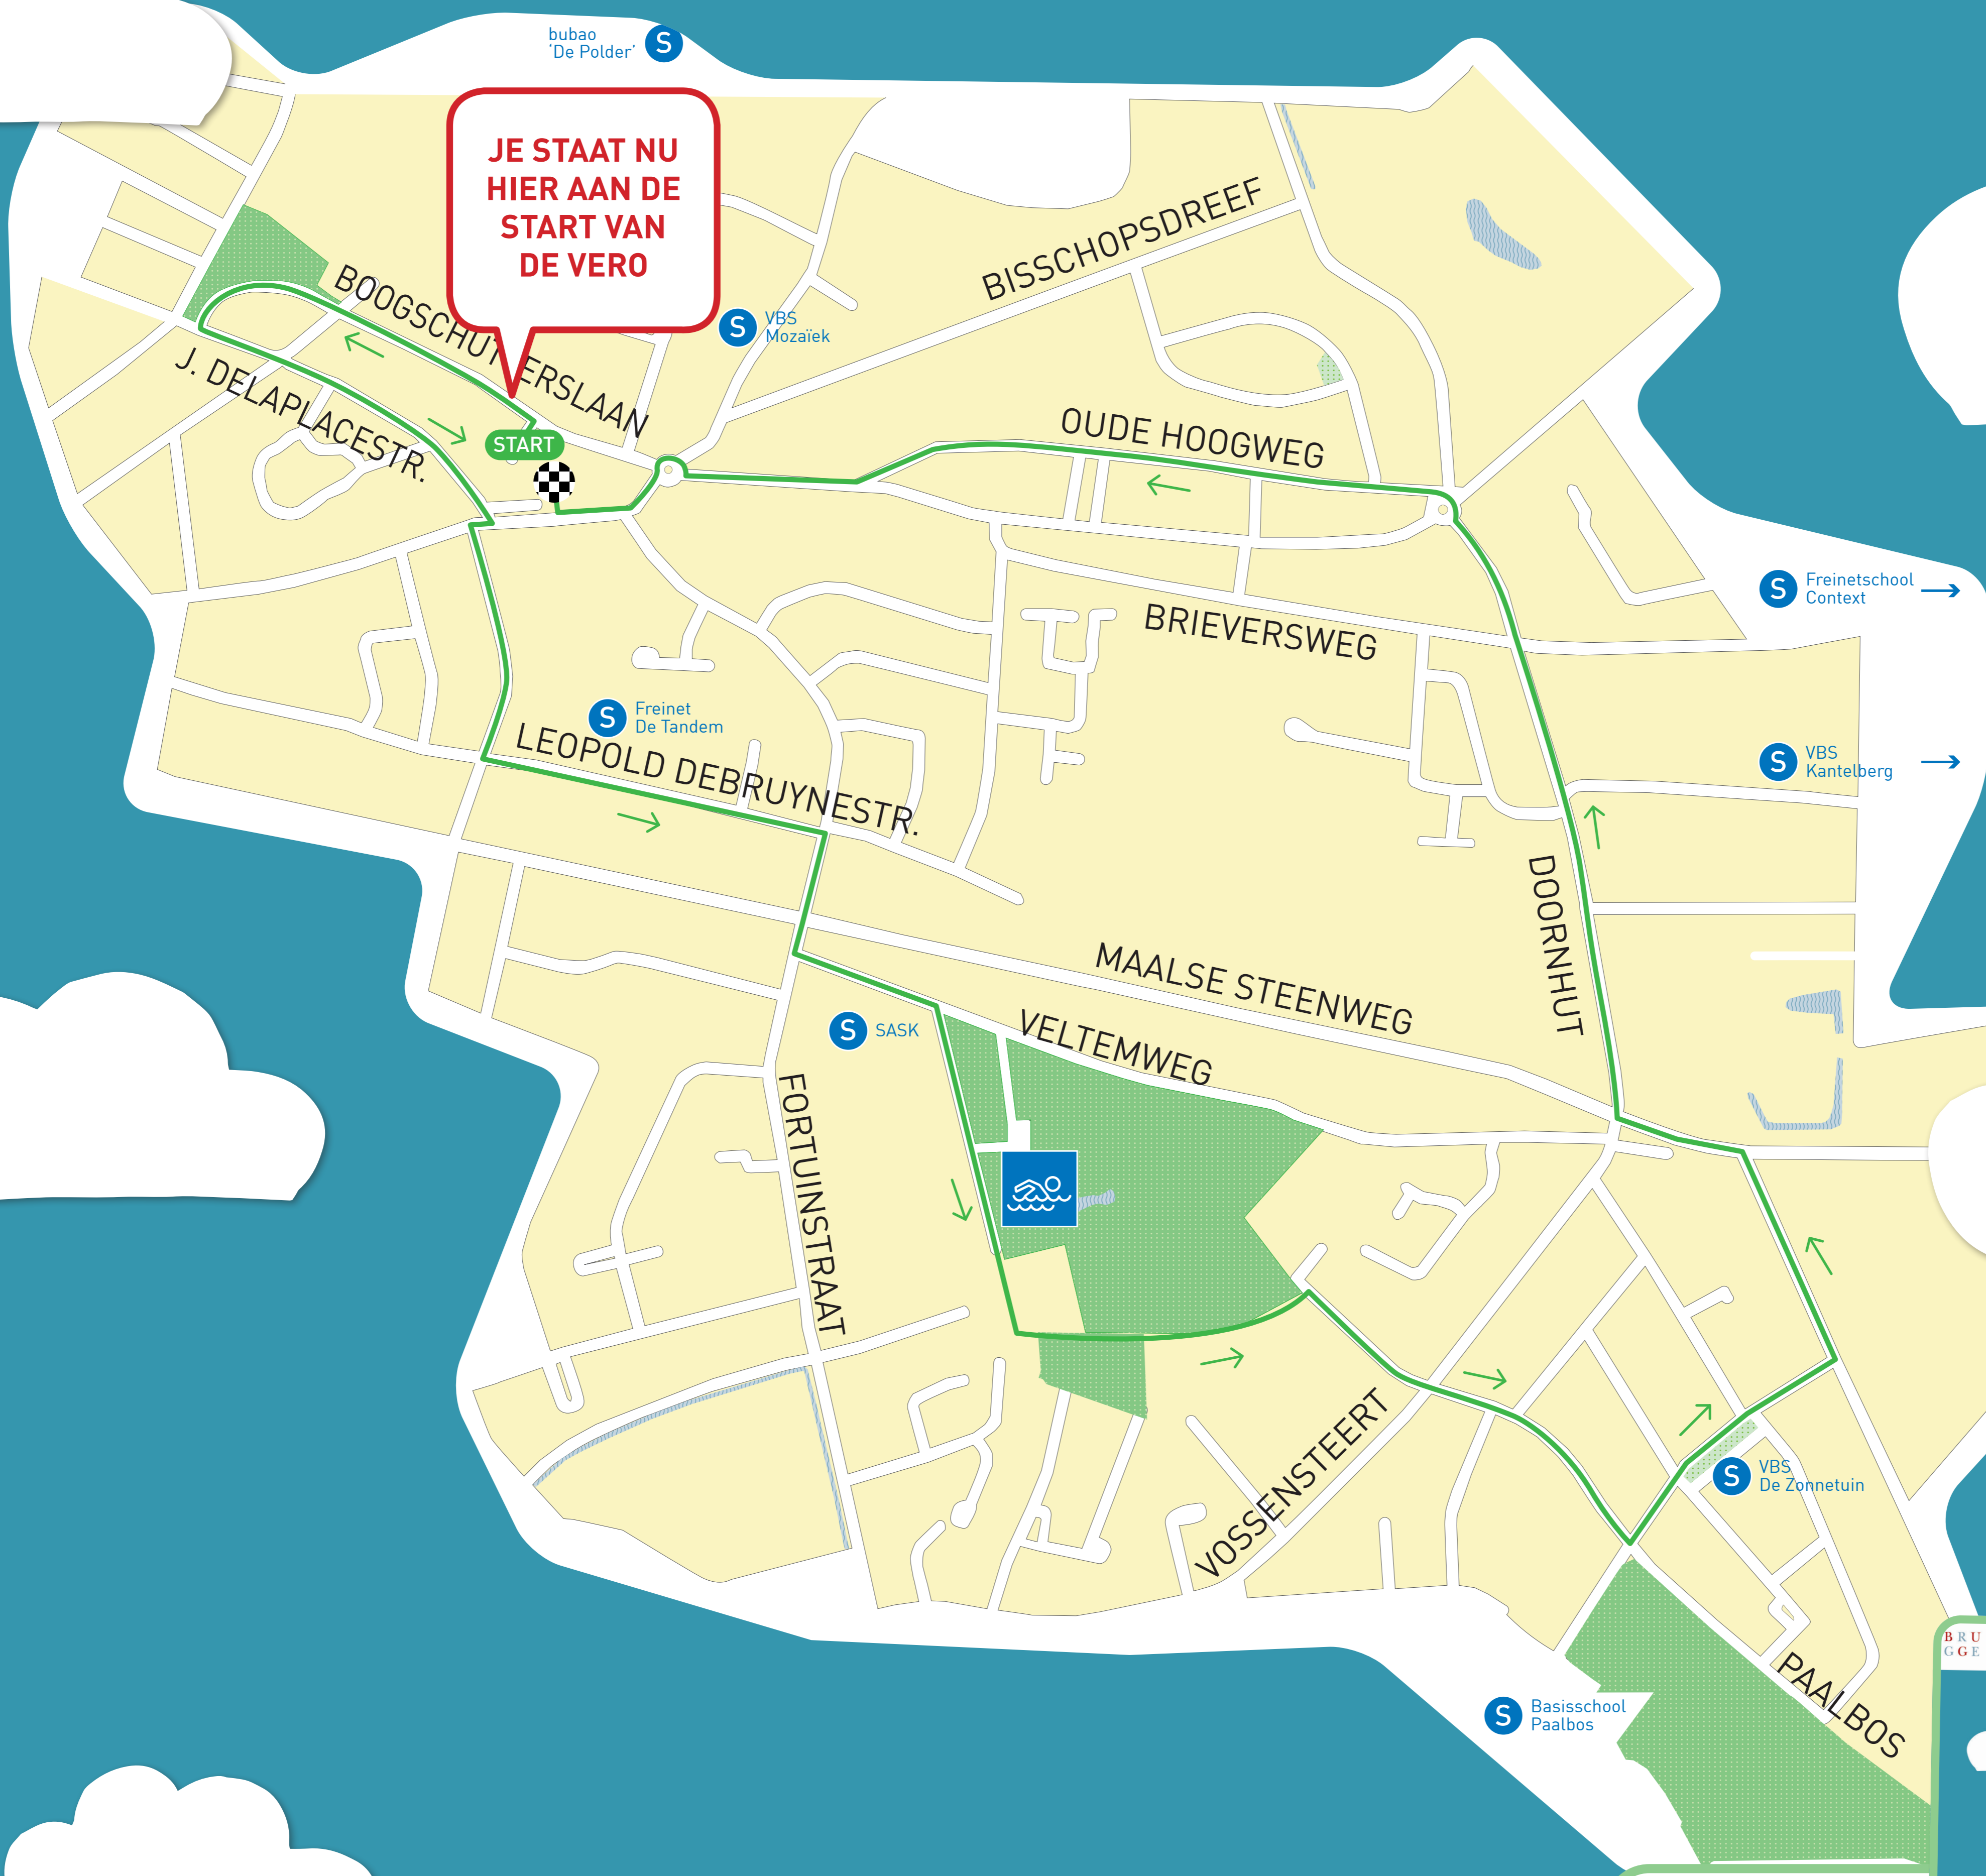 bubao
'De Polder'
S
JE STAAT NU
HIER AAN DE
START VAN
DE VERO
BISSCHOPSDREEF
BOOGSCHUTTERSLAAN
S
VBS
Mozaïek
J. DELAPLACESTR.
START
OUDE HOOGWEG
S
Freinetschool
Context
BRIEVERSWEG
S
Freinet
De Tandem
LEOPOLD DEBRUYNESTR.
S
VBS
Kantelberg
DOORNHUT
MAALSE STEENWEG
S
SASK
VELTEMWEG
FORTUINSTRAAT
VOSSENSTEERT
S
VBS
De Zonnetuin
BRU
GGE
PAALBOS
S
Basisschool
Paalbos